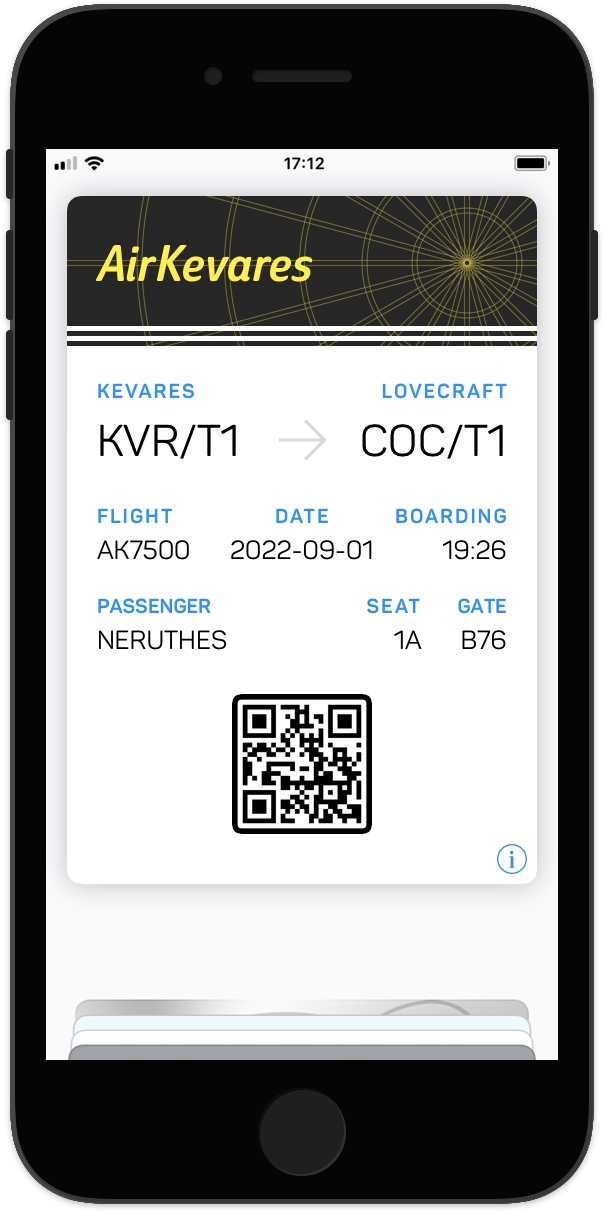 17:12
AirKevares
KEVARES LOVECRAFT
KVR/T1 COC/T1
FLIGHT DATE BOARDING
AK7500 2022-09-01 19:26
PASSENGER SEAT GATE
NERUTHES 1A B76
i